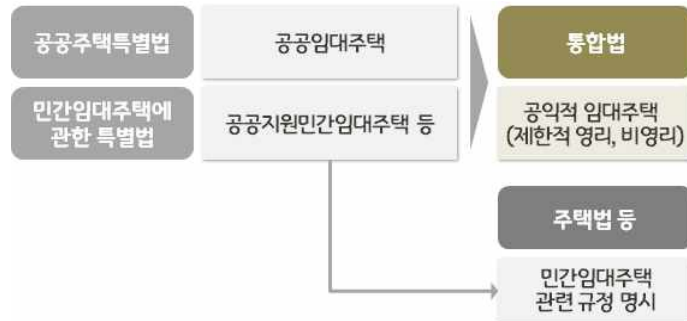 공공주택특별법
공공임대주택
통합법
민간임대주택에
관한 특별법
공공지원민간임대주택 등
공익적 임대주택
(제한적 영리, 비영리)
주택법 등
민간임대주택
관련 규정 명시